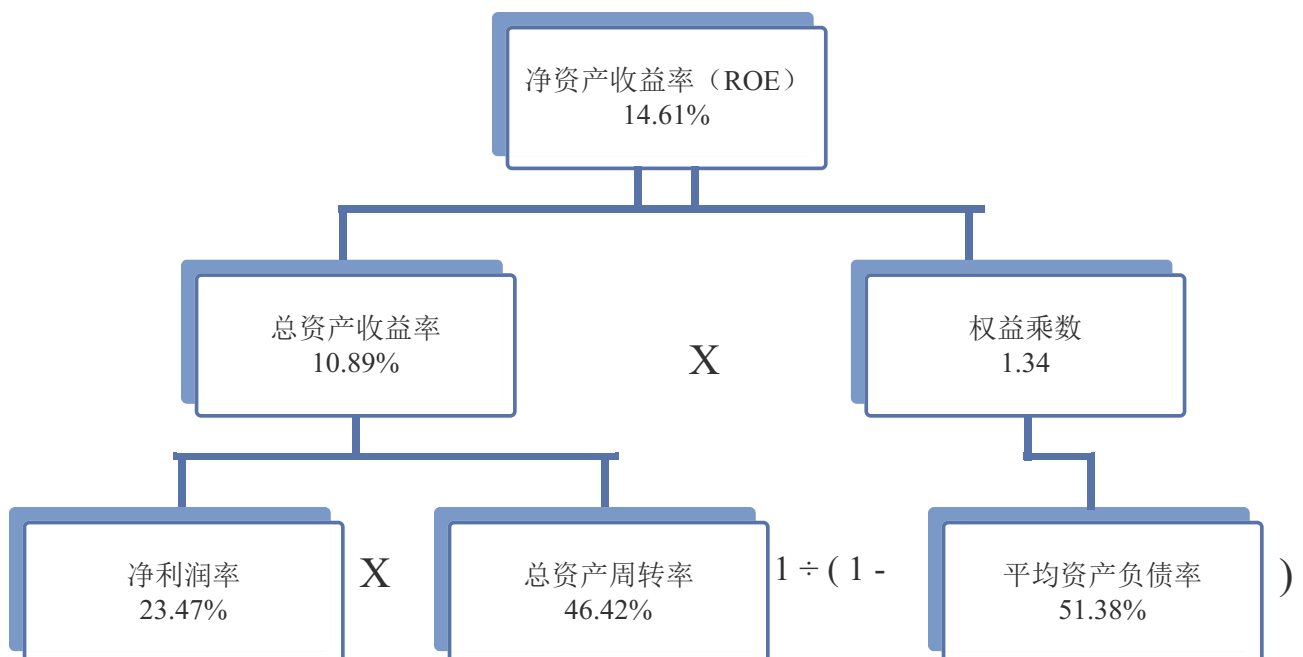 净资产收益率（ROE）
14.61%
总资产收益率
10.89%
X
权益乘数
1.34
净利润率
23.47%
X
总资产周转率
46.42%
1 ÷ ( 1 -
平均资产负债率
51.38%
)